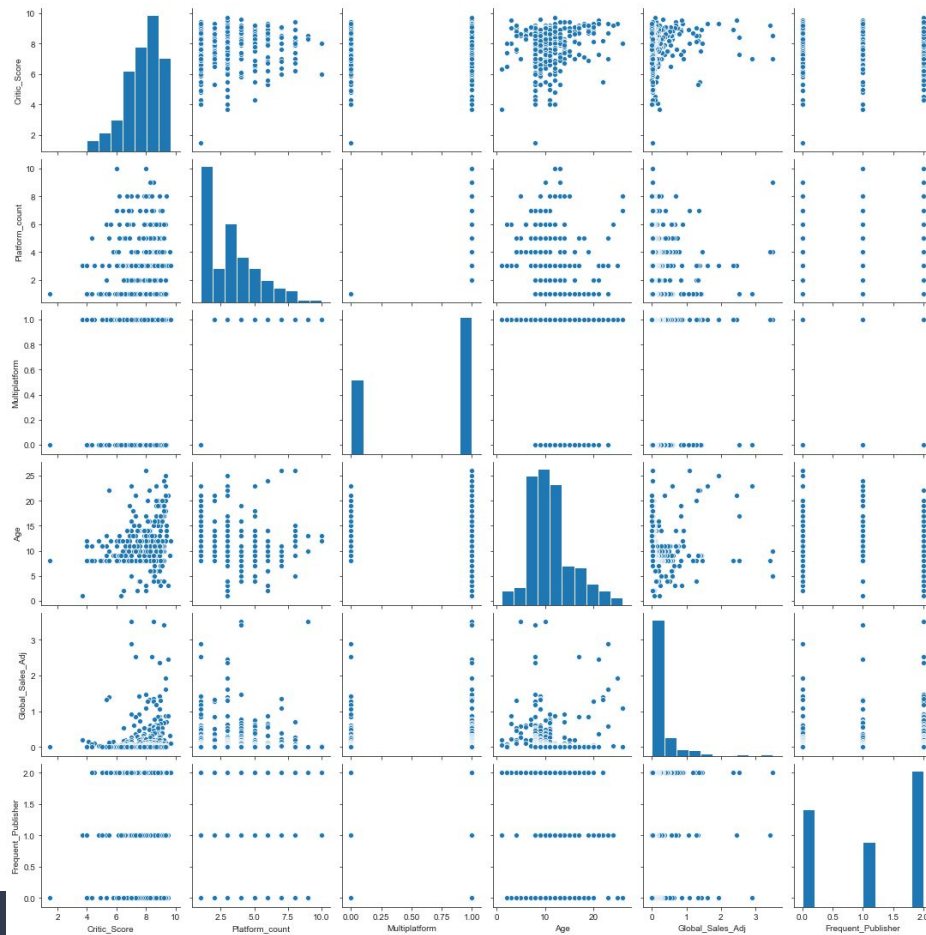 Critic_Score
10
8
6
4
2
Platform_count
10
8
6
4
2
Multiplatform
1.0
0.8
0.6
0.4
0.2
0.0
Age
25
20
15
10
5
0
Global_Sales_Adj
3
2
1
0
Frequent_Publisher
2.0
1.5
1.0
0.5
0.0
2 4 6 8 10
2.5 5.0 7.5 10.0
0.00 0.25 0.50 0.75 1.00
0 10 20
0 1 2 3
0.0 0.5 1.0 1.5 2.0
Critic_Score Platform_count Multiplatform Age Global_Sales_Adj Frequent_Publisher